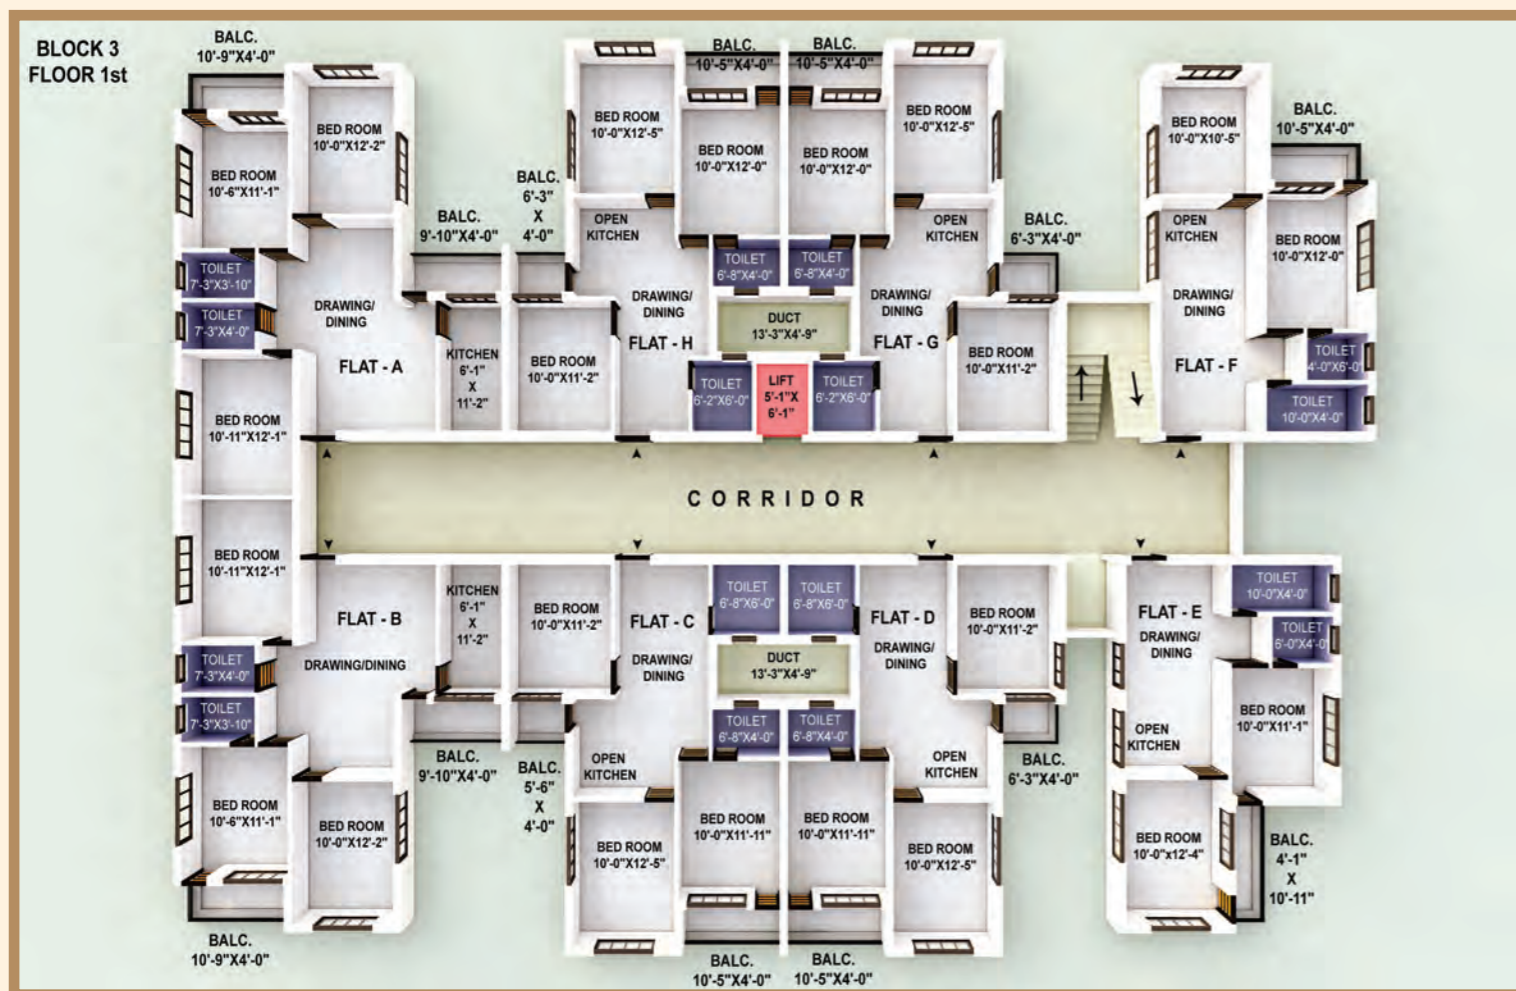 BLOCK 3
FLOOR 1st
BALC.
10'-9"X4'-0"
BED ROOM
10'-0"X12'-2"
BED ROOM
10'-6"X11'-1"
TOILET
7'-3"X3'-10"
TOILET
7'-3"X4'-0"
DRAWING/
DINING
FLAT - A
BALC.
9'-10"X4'-0"
KITCHEN
6'-1"
X
11'-2"
BED ROOM
10'-11"X12'-1"
BALC.
6'-3"
X
4'-0"
BED ROOM
10'-0"X12'-5"
BALC.
10'-5"X4'-0"
BED ROOM
10'-0"X12'-0"
OPEN
KITCHEN
TOILET
6'-8"X4'-0"
DRAWING/
DINING
FLAT - H
BED ROOM
10'-0"X11'-2"
TOILET
6'-2"X6'-0"
DUCT
13'-3"X4'-9"
LIFT
5'-1"X
6'-1"
BALC.
10'-5"X4'-0"
BED ROOM
10'-0"X12'-5"
BED ROOM
10'-0"X12'-0"
OPEN
KITCHEN
TOILET
6'-8"X4'-0"
BALC.
6'-3"X4'-0"
DRAWING/
DINING
FLAT - G
TOILET
6'-2"X6'-0"
BED ROOM
10'-0"X11'-2"
BED ROOM
10'-0"X10'-5"
BALC.
10'-5"X4'-0"
OPEN
KITCHEN
BED ROOM
10'-0"X12'-0"
DRAWING/
DINING
FLAT - F
TOILET
4'-0"X6'-0"
TOILET
10'-0"X4'-0"
CORRIDOR
BED ROOM
10'-11"X12'-1"
FLAT - B
DRAWING/DINING
KITCHEN
6'-1"
X
11'-2"
TOILET
7'-3"X4'-0"
TOILET
7'-3"X3'-10"
BED ROOM
10'-6"X11'-1"
BED ROOM
10'-0"X12'-2"
BALC.
9'-10"X4'-0"
BALC.
10'-9"X4'-0"
BED ROOM
10'-0"X11'-2"
FLAT - C
DRAWING/
DINING
TOILET
6'-8"X6'-0"
DUCT
13'-3"X4'-9"
TOILET
6'-8"X4'-0"
OPEN
KITCHEN
BALC.
5'-6"
X
4'-0"
BED ROOM
10'-0"X12'-5"
BED ROOM
10'-0"X11'-11"
BALC.
10'-5"X4'-0"
TOILET
6'-8"X6'-0"
FLAT - D
DRAWING/
DINING
BED ROOM
10'-0"X11'-2"
TOILET
6'-8"X4'-0"
OPEN
KITCHEN
BALC.
6'-3"X4'-0"
BED ROOM
10'-0"X11'-11"
BED ROOM
10'-0"X12'-5"
BALC.
10'-5"X4'-0"
FLAT - E
DRAWING/
DINING
TOILET
10'-0"X4'-0"
TOILET
6'-0"X4'-0"
BED ROOM
10'-0"X11'-1"
OPEN
KITCHEN
BED ROOM
10'-0"x12'-4"
BALC.
4'-1"
X
10'-11"